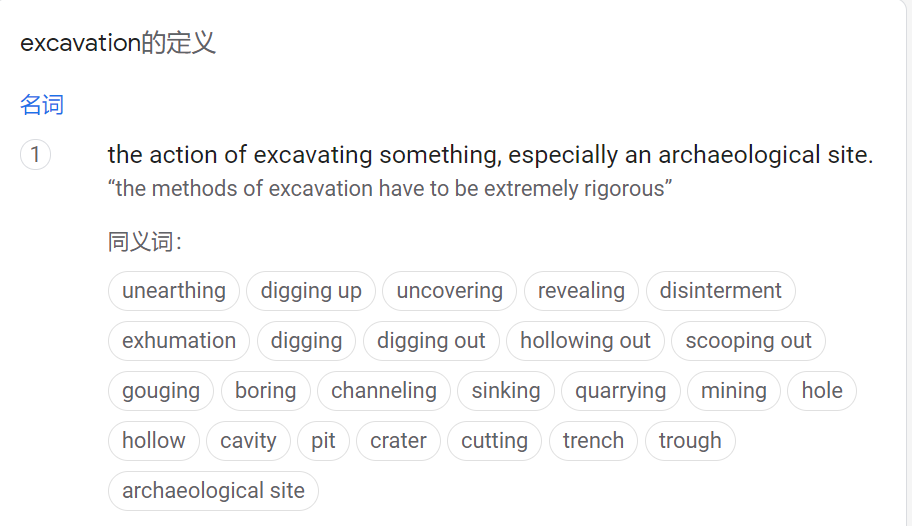 excavation的定义
名词
1 the action of excavating something, especially an archaeological site.
“the methods of excavation have to be extremely rigorous”
同义词：
unearthing digging up uncovering revealing disinterment
exhumation digging digging out hollowing out scooping out
gouging boring channeling sinking quarrying mining hole
hollow cavity pit crater cutting trench trough
archaeological site